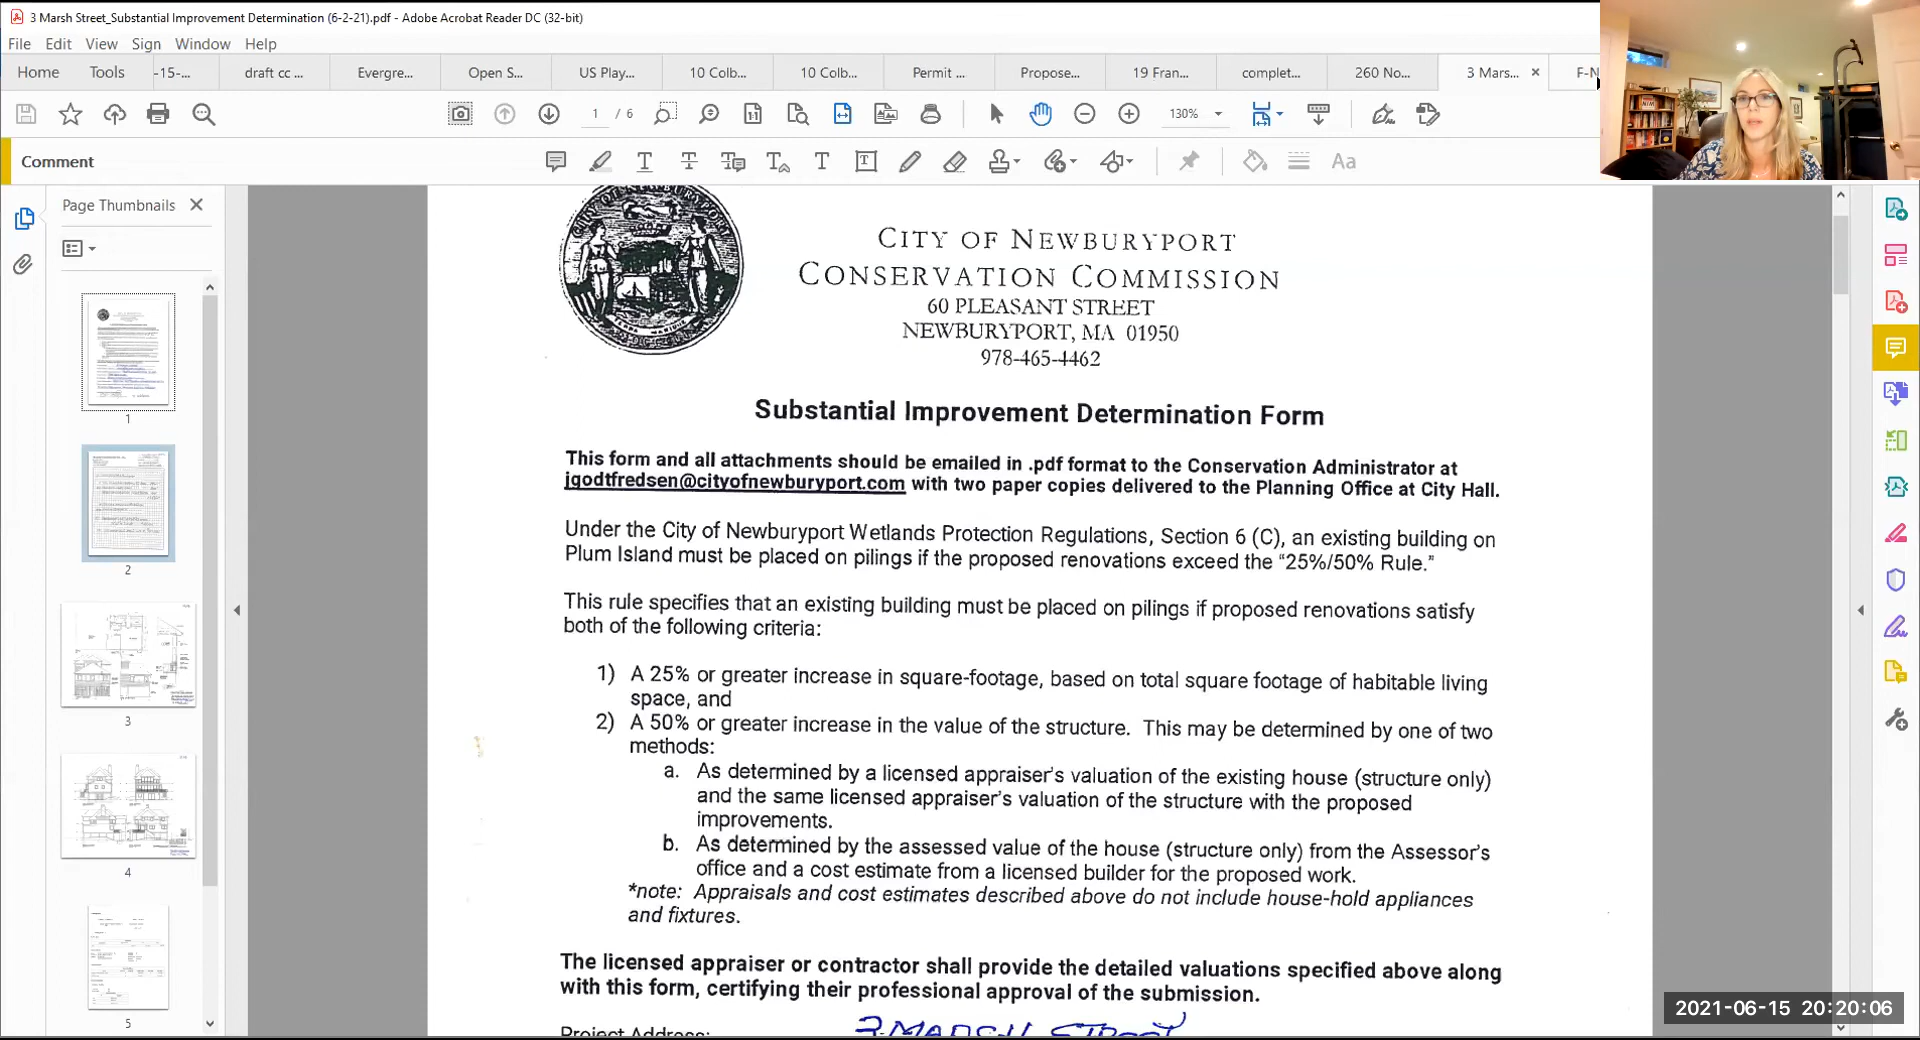 3 Marsh Street_Substantial Improvement Determination (6-2-21).pdf - Adobe Acrobat Reader DC (32-bit)
File Edit View Sign Window Help
Home Tools -15-... draft cc ... Evergre... Open S... US Play... 10 Colb... 10 Colb... Permit ... Propose... 19 Fran... complet... 260 No... 3 Mars... F-N
1 / 6 130%
Comment
Page Thumbnails
1
2
3
4
5
CITY OF NEWBURYPORT
CONSERVATION COMMISSION
60 PLEASANT STREET
NEWBURYPORT, MA 01950
978-465-4462
Substantial Improvement Determination Form
This form and all attachments should be emailed in .pdf format to the Conservation Administrator at
jgodtfredsen@cityofnewburyport.com with two paper copies delivered to the Planning Office at City Hall.
Under the City of Newburyport Wetlands Protection Regulations, Section 6 (C), an existing building on
Plum Island must be placed on pilings if the proposed renovations exceed the “25%/50% Rule.”
This rule specifies that an existing building must be placed on pilings if proposed renovations satisfy
both of the following criteria:
1) A 25% or greater increase in square-footage, based on total square footage of habitable living
space, and
2) A 50% or greater increase in the value of the structure. This may be determined by one of two
methods:
a. As determined by a licensed appraiser's valuation of the existing house (structure only)
and the same licensed appraiser's valuation of the structure with the proposed
improvements.
b. As determined by the assessed value of the house (structure only) from the Assessor's
office and a cost estimate from a licensed builder for the proposed work.
*note: Appraisals and cost estimates described above do not include house-hold appliances
and fixtures.
The licensed appraiser or contractor shall provide the detailed valuations specified above along
with this form, certifying their professional approval of the submission.
Project Address: 3 MARSH STREET
2021-06-15 20:20:06